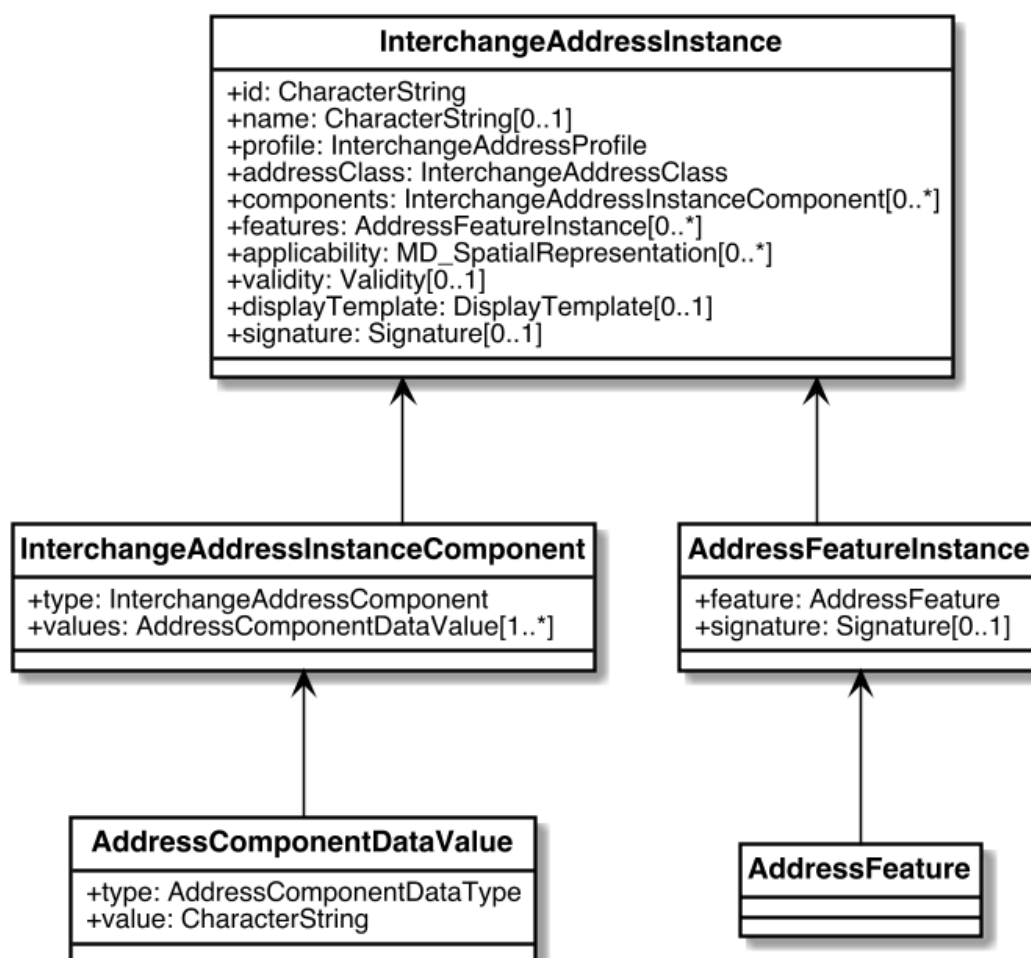 InterchangeAddressInstance
+id: CharacterString
+name: CharacterString[0..1]
+profile: InterchangeAddressProfile
+addressClass: InterchangeAddressClass
+components: InterchangeAddressInstanceComponent[0..*]
+features: AddressFeatureInstance[0..*]
+applicability: MD_SpatialRepresentation[0..*]
+validity: Validity[0..1]
+displayTemplate: DisplayTemplate[0..1]
+signature: Signature[0..1]
InterchangeAddressInstanceComponent
+type: InterchangeAddressComponent
+values: AddressComponentDataValue[1..*]
AddressFeatureInstance
+feature: AddressFeature
+signature: Signature[0..1]
AddressComponentDataValue
+type: AddressComponentDataType
+value: CharacterString
AddressFeature